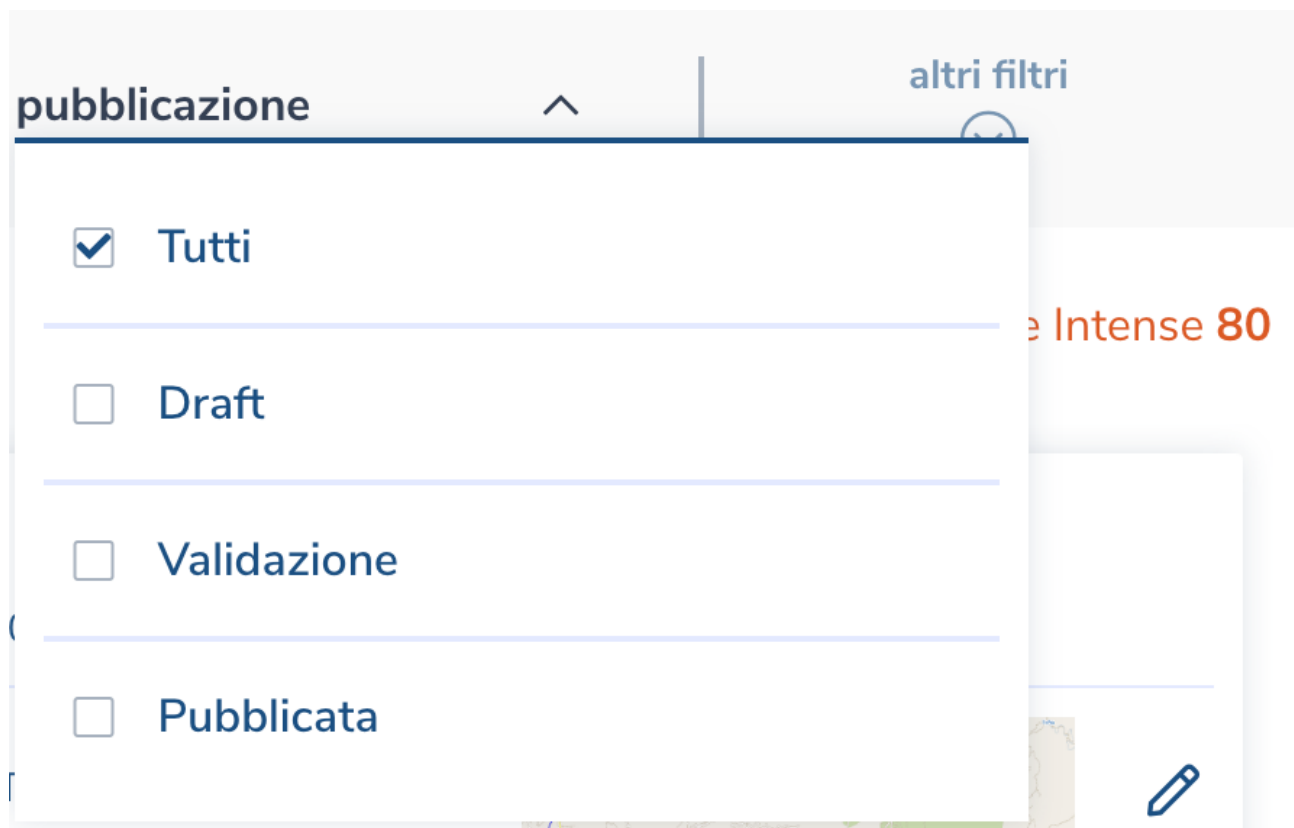 pubblicazione
altri filtri
Tutti
e Intense 80
Draft
Validazione
Pubblicata